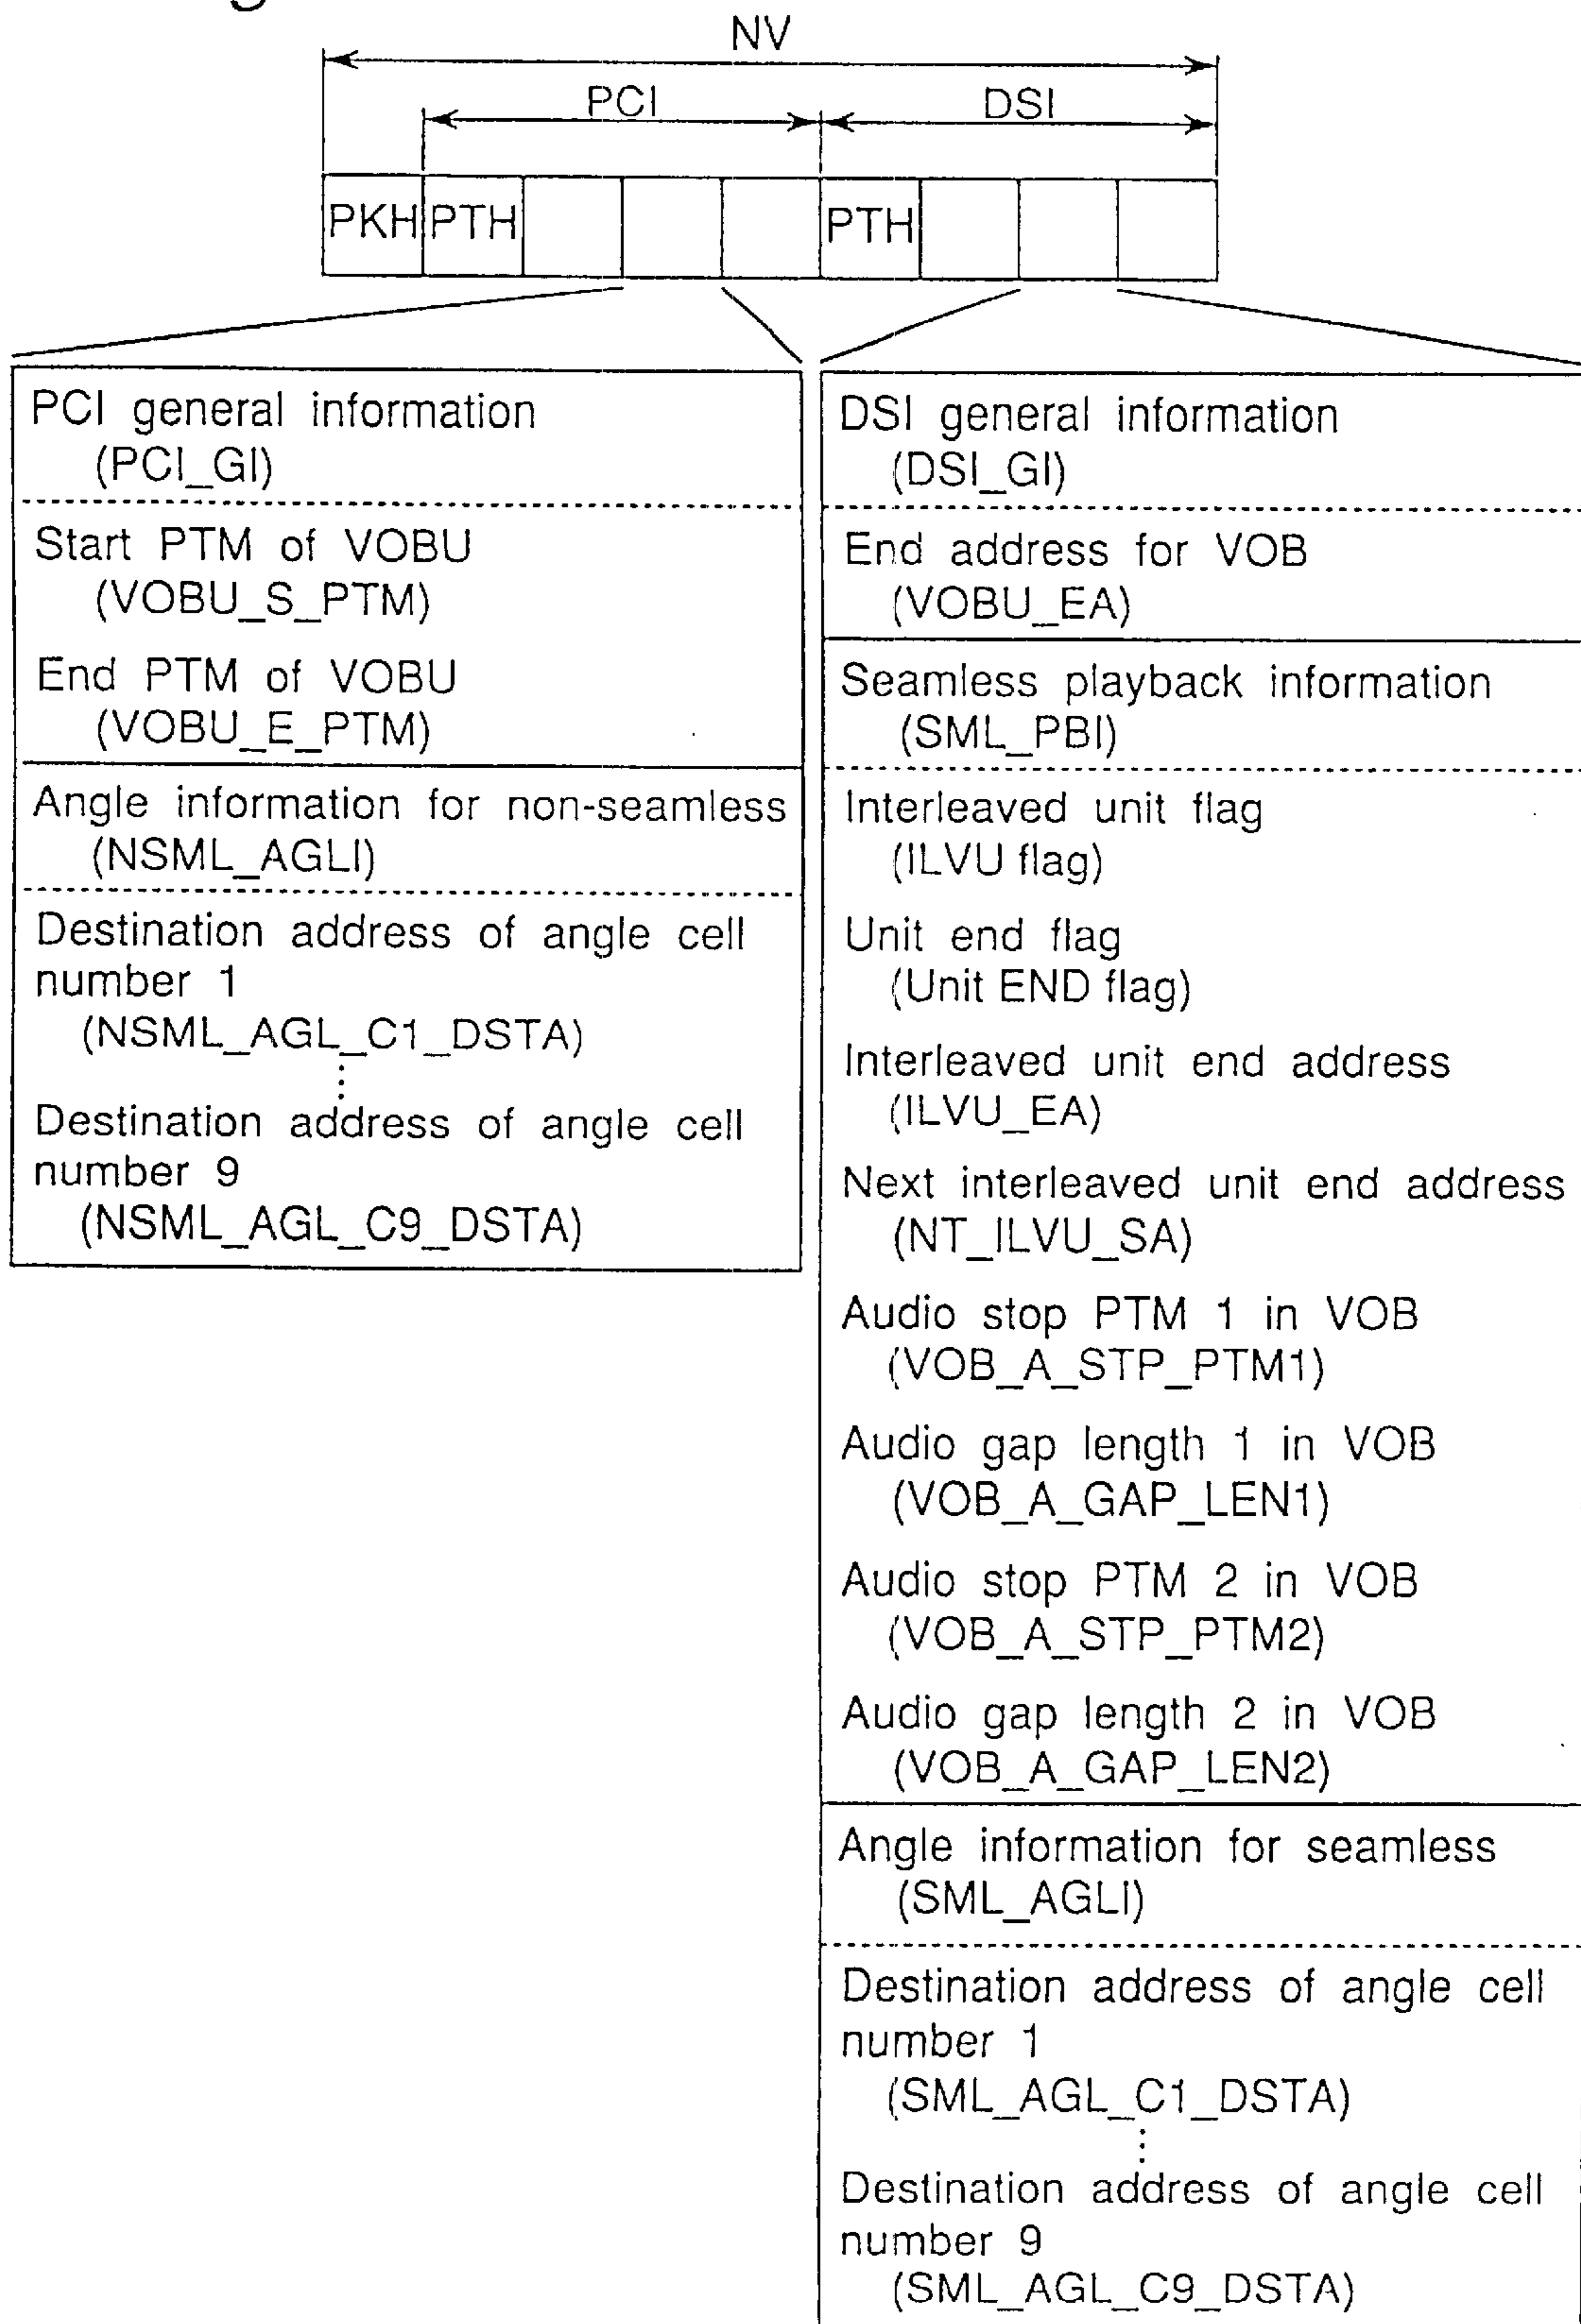 NV
PCI DSI
PKH PTH PTH
PCI general information
(PCI_GI)
Start PTM of VOBU
(VOBU_S_PTM)
End PTM of VOBU
(VOBU_E_PTM)
Angle information for non-seamless
(NSML_AGLI)
Destination address of angle cell
number 1
(NSML_AGL_C1_DSTA)
Destination address of angle cell
number 9
(NSML_AGL_C9_DSTA)
DSI general information
(DSI_GI)
End address for VOB
(VOBU_EA)
Seamless playback information
(SML_PBI)
Interleaved unit flag
(ILVU flag)
Unit end flag
(Unit END flag)
Interleaved unit end address
(ILVU_EA)
Next interleaved unit end address
(NT_ILVU_SA)
Audio stop PTM 1 in VOB
(VOB_A_STP_PTM1)
Audio gap length 1 in VOB
(VOB_A_GAP_LEN1)
Audio stop PTM 2 in VOB
(VOB_A_STP_PTM2)
Audio gap length 2 in VOB
(VOB_A_GAP_LEN2)
Angle information for seamless
(SML_AGLI)
Destination address of angle cell
number 1
(SML_AGL_C1_DSTA)
Destination address of angle cell
number 9
(SML_AGL_C9_DSTA)